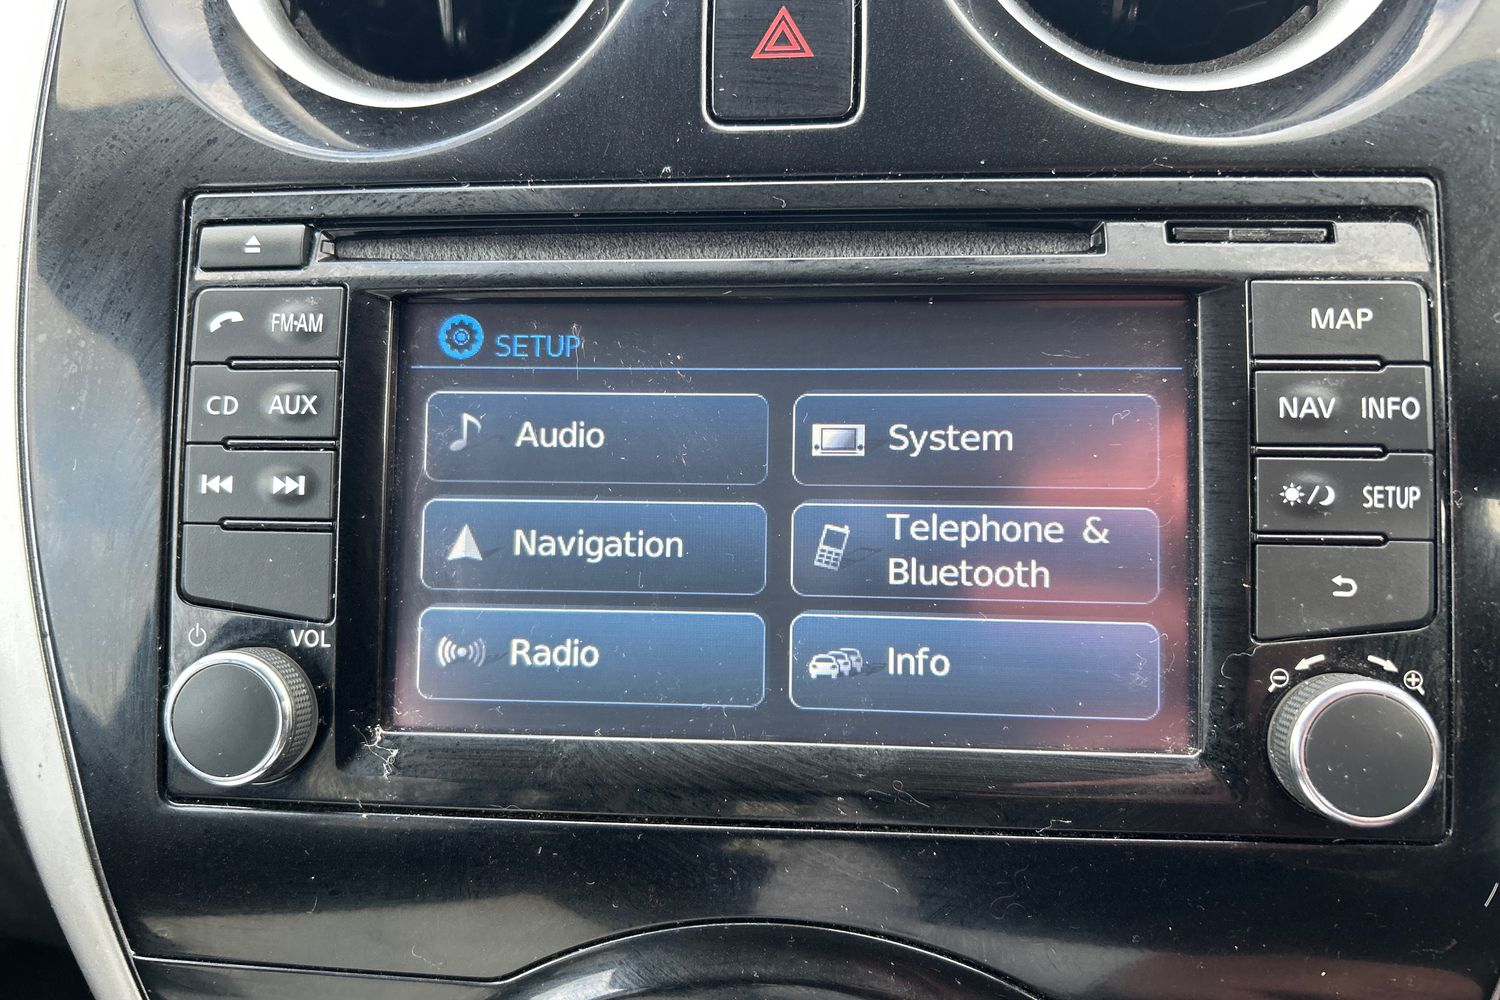 FM·AM
CD AUX
VOL
SETUP
Audio
Navigation
Radio
System
Telephone &
Bluetooth
Info
MAP
NAV INFO
SETUP